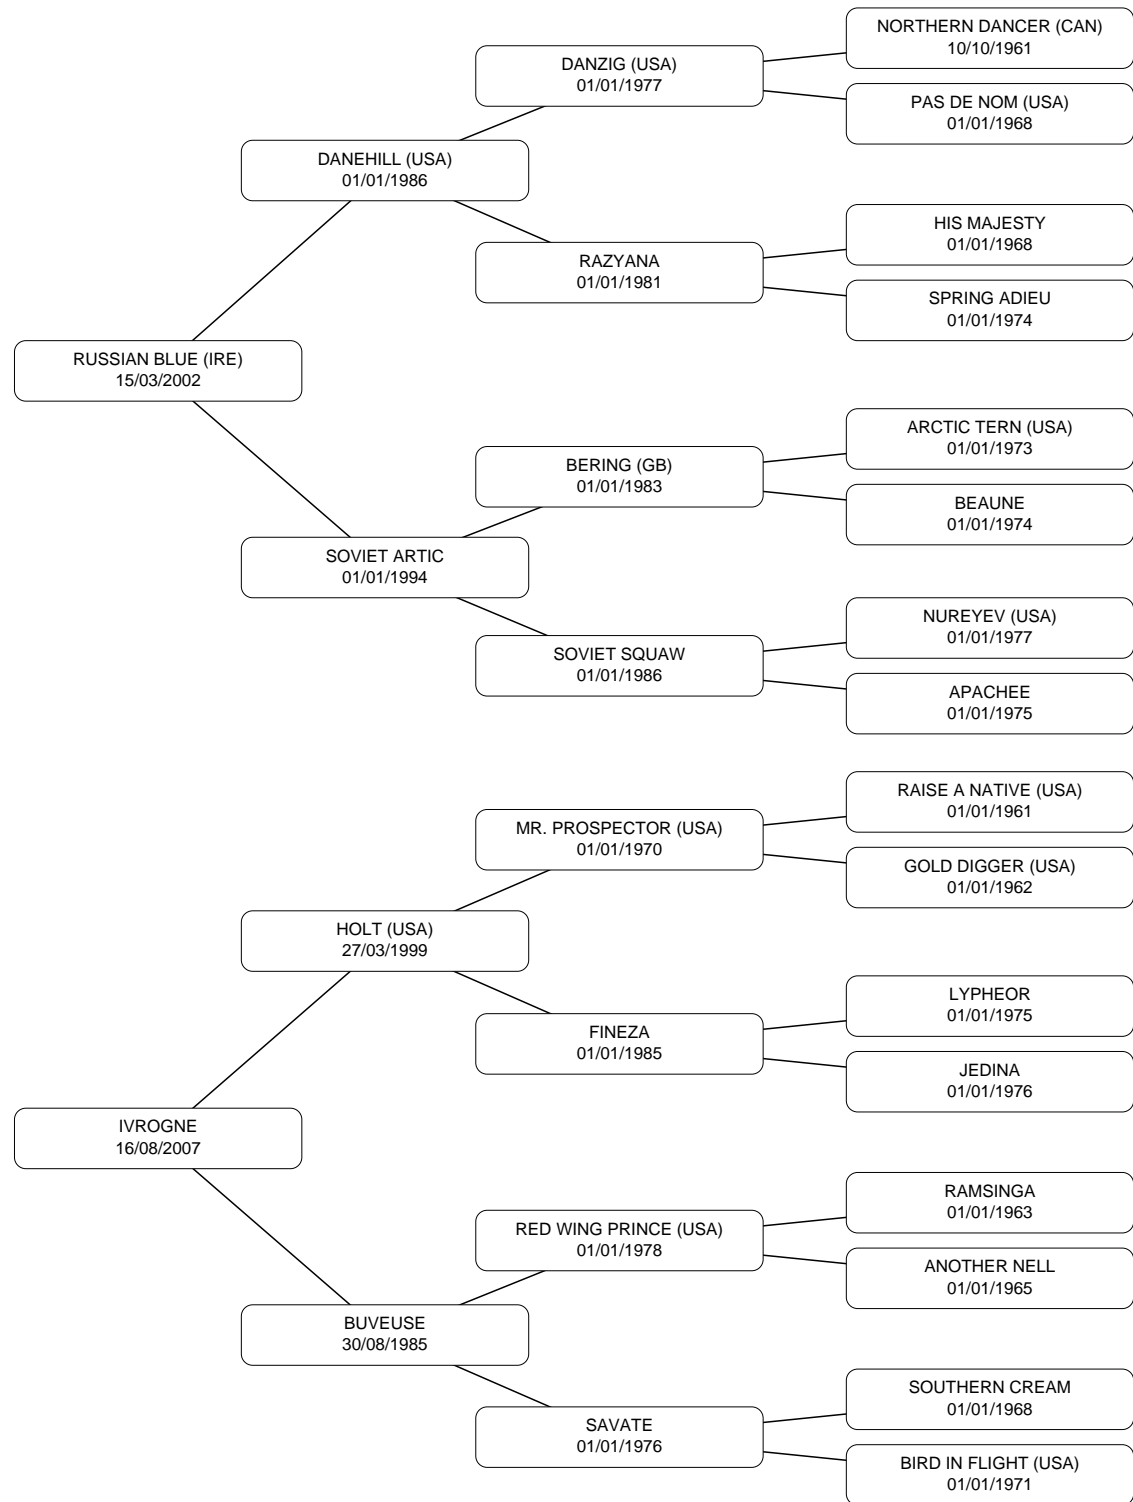 NORTHERN DANCER (CAN)
10/10/1961
DANZIG (USA)
01/01/1977
PAS DE NOM (USA)
01/01/1968
DANEHILL (USA)
01/01/1986
HIS MAJESTY
01/01/1968
RAZYANA
01/01/1981
SPRING ADIEU
01/01/1974
RUSSIAN BLUE (IRE)
15/03/2002
ARCTIC TERN (USA)
01/01/1973
BERING (GB)
01/01/1983
BEAUNE
01/01/1974
SOVIET ARTIC
01/01/1994
NUREYEV (USA)
01/01/1977
SOVIET SQUAW
01/01/1986
APACHEE
01/01/1975
RAISE A NATIVE (USA)
01/01/1961
MR. PROSPECTOR (USA)
01/01/1970
GOLD DIGGER (USA)
01/01/1962
HOLT (USA)
27/03/1999
LYPHEOR
01/01/1975
FINEZA
01/01/1985
JEDINA
01/01/1976
IVROGNE
16/08/2007
RAMSINGA
01/01/1963
RED WING PRINCE (USA)
01/01/1978
ANOTHER NELL
01/01/1965
BUVEUSE
30/08/1985
SOUTHERN CREAM
01/01/1968
SAVATE
01/01/1976
BIRD IN FLIGHT (USA)
01/01/1971